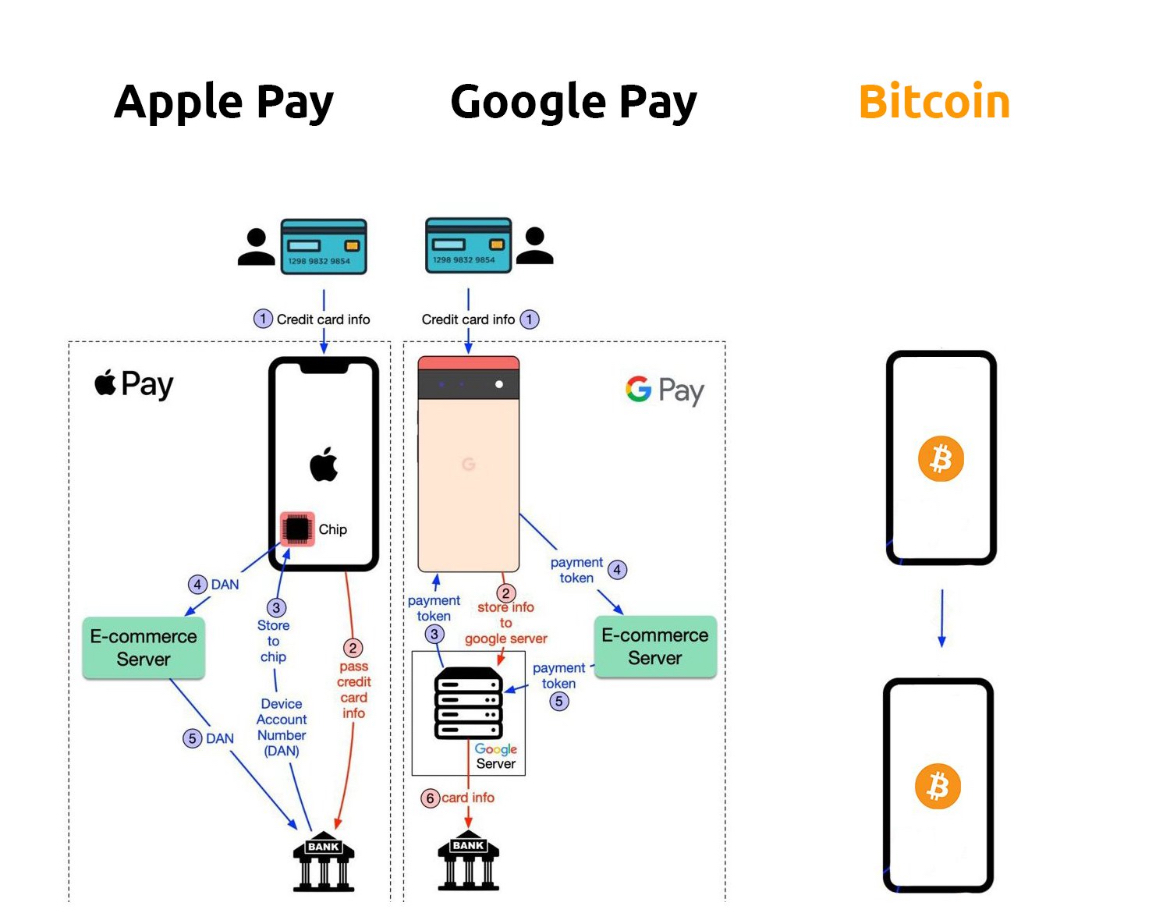 Apple Pay
Google Pay
Bitcoin
1298 9832 9854
1298 9832 9854
1 Credit card info
Credit card info 1
Pay
G Pay
G
Chip
4 DAN
3
Store
to
chip
Device
Account
Number
(DAN)
2
pass
credit
card
info
E-commerce
Server
5 DAN
BANK
payment
token
3
2
store info
to
google server
payment
token
4
E-commerce
Server
payment
token
5
Google
Server
6 card info
BANK